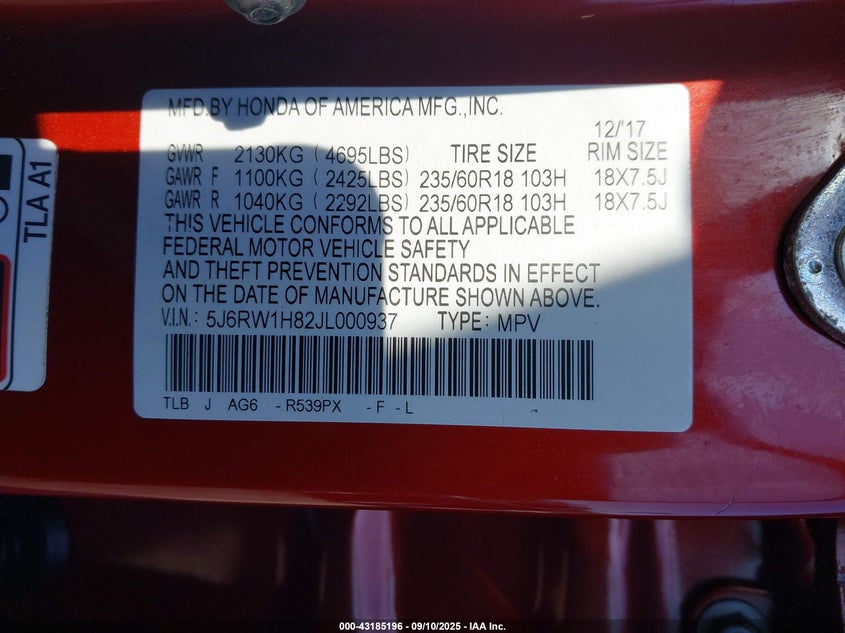 MFD.BY HONDA OF AMERICA MFG.,INC.
12/'17
GVWR 2130KG ( 4695LBS) TIRE SIZE RIM SIZE
GAWR F 1100KG ( 2425LBS) 235/60R18 103H 18X7.5J
GAWR R 1040KG ( 2292LBS) 235/60R18 103H 18X7.5J
THIS VEHICLE CONFORMS TO ALL APPLICABLE
FEDERAL MOTOR VEHICLE SAFETY
AND THEFT PREVENTION STANDARDS IN EFFECT
ON THE DATE OF MANUFACTURE SHOWN ABOVE.
V.I.N.: 5J6RW1H82JL000937 TYPE: MPV
TLB J AG6 - R539PX - F - L
TLA A1
000-43185196 - 09/10/2025 - IAA Inc.